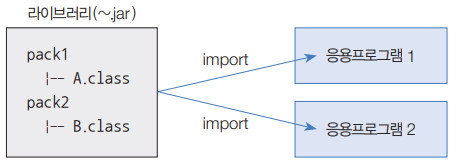 라이브러리(~.jar)
pack1
|-- A.class
pack2
|-- B.class
import
import
응용프로그램 1
응용프로그램 2